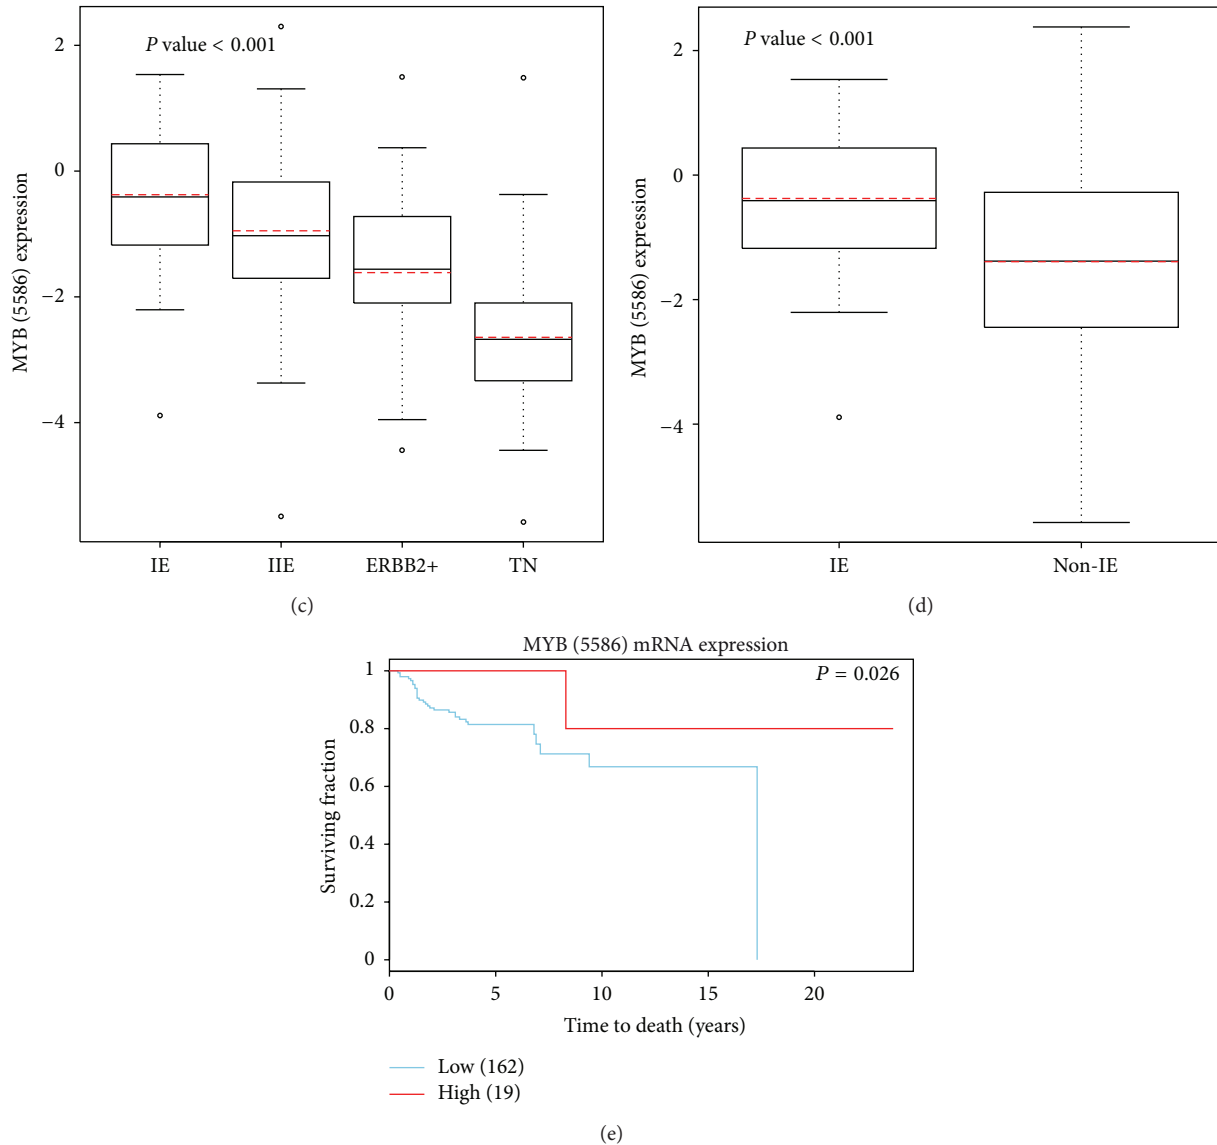 P value < 0.001
MYB (5586) expression
2
0
−2
−4
IE
IIE
ERBB2+
TN
(c)
P value < 0.001
MYB (5586) expression
2
0
−2
−4
IE
Non-IE
(d)
MYB (5586) mRNA expression
P = 0.026
Surviving fraction
1
0.8
0.6
0.4
0.2
0
0
5
10
15
20
Time to death (years)
Low (162)
High (19)
(e)